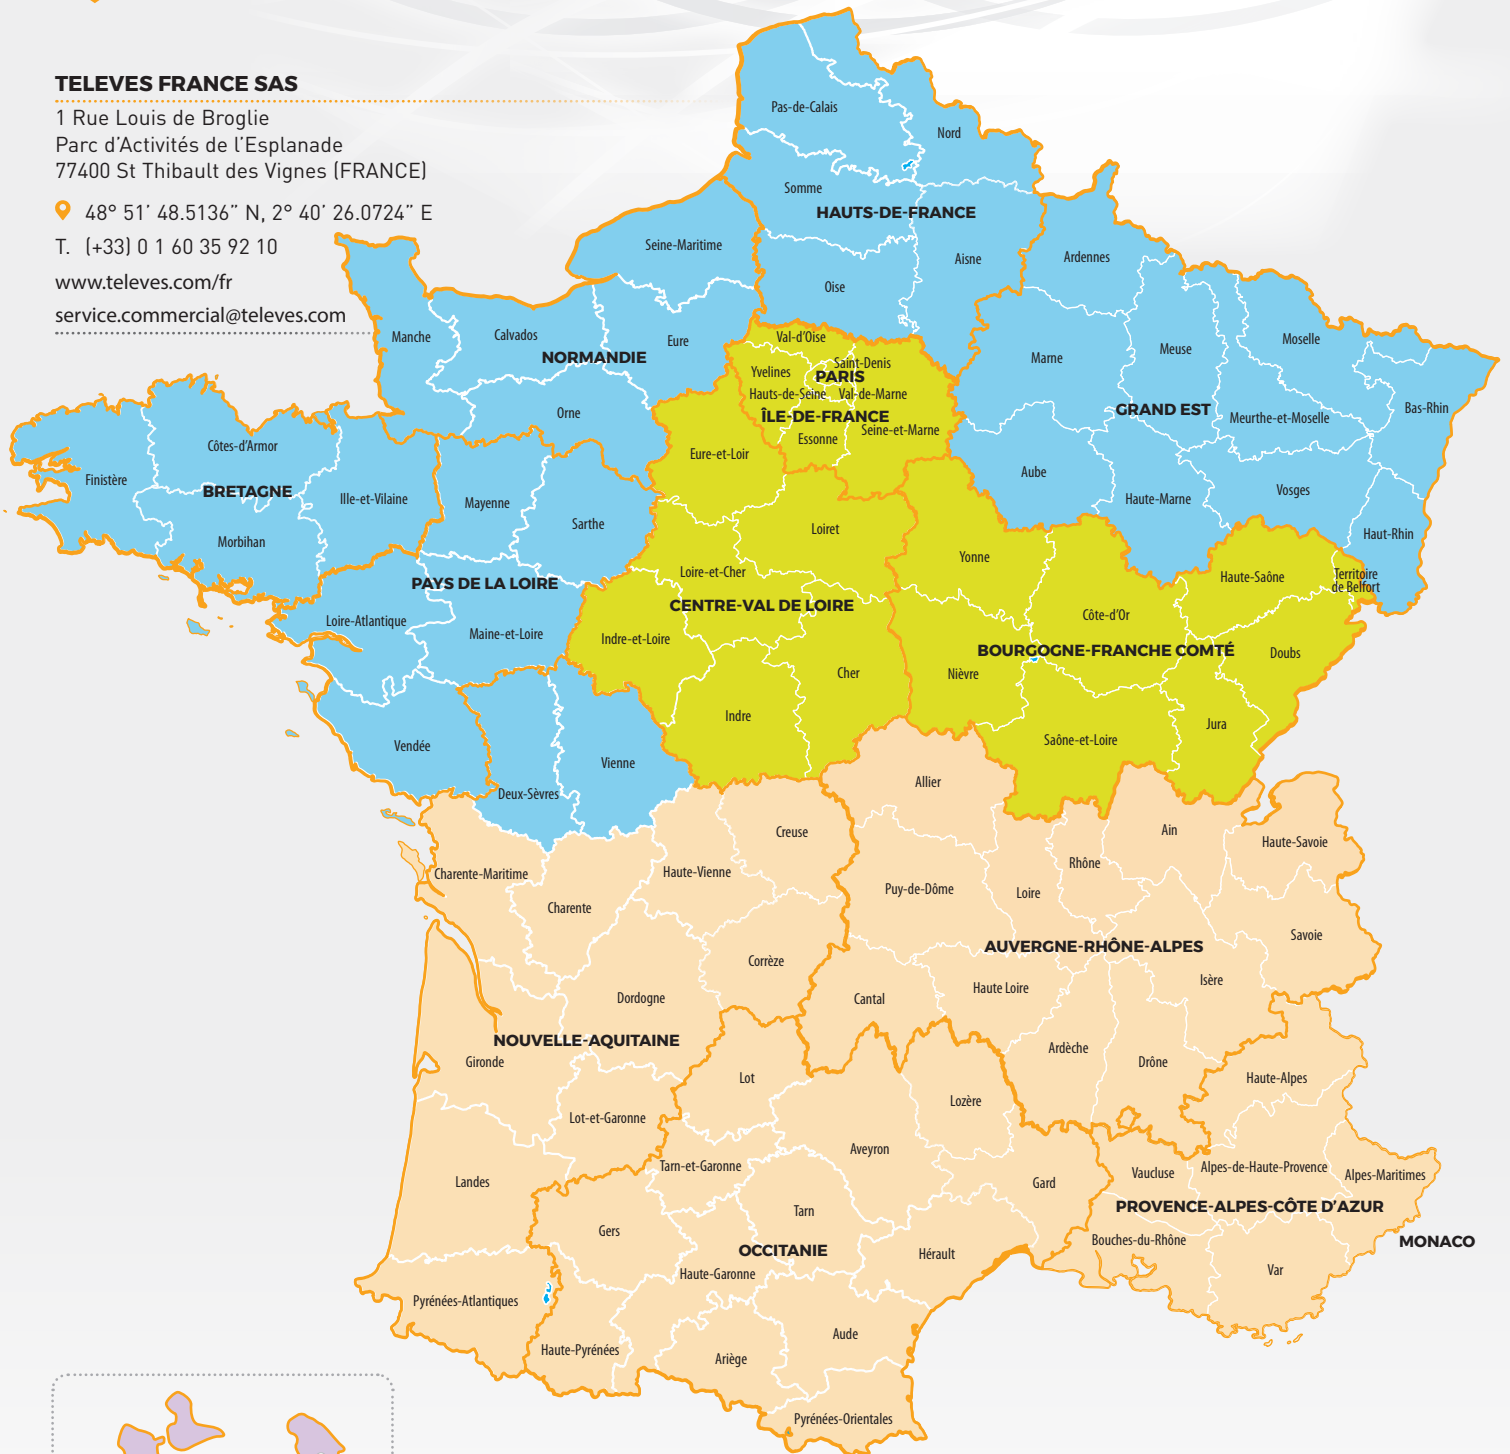 TELEVES FRANCE SAS
1 Rue Louis de Broglie
Parc d'Activités de l'Esplanade
77400 St Thibault des Vignes (FRANCE)
48° 51′ 48.5136″ N, 2° 40′ 26.0724″ E
T. (+33) 0 1 60 35 92 10
www.televes.com/fr
service.commercial@televes.com
Pas-de-Calais
Nord
Somme
HAUTS-DE-FRANCE
Aisne
Oise
Seine-Maritime
Eure
Calvados
Manche
NORMANDIE
Orne
Ardennes
Marne
Meuse
Moselle
GRAND EST
Meurthe-et-Moselle
Bas-Rhin
Aube
Haute-Marne
Vosges
Haut-Rhin
Val-d'Oise
Saint-Denis
Yvelines
PARIS
Hauts-de-Seine
Val-de-Marne
ÎLE-DE-FRANCE
Essonne
Seine-et-Marne
Côtes-d'Armor
Finistère
BRETAGNE
Ille-et-Vilaine
Morbihan
Mayenne
Sarthe
PAYS DE LA LOIRE
Loire-Atlantique
Maine-et-Loire
Vendée
Deux-Sèvres
Vienne
Eure-et-Loir
Loiret
Loire-et-Cher
CENTRE-VAL DE LOIRE
Indre-et-Loire
Cher
Indre
Yonne
Côte-d'Or
Haute-Saône
Territoire
de Belfort
BOURGOGNE-FRANCHE COMTÉ
Doubs
Nièvre
Jura
Saône-et-Loire
Allier
Creuse
Haute-Vienne
Charente-Maritime
Charente
Corrèze
Dordogne
NOUVELLE-AQUITAINE
Gironde
Lot-et-Garonne
Landes
Pyrénées-Atlantiques
Ain
Haute-Savoie
Rhône
Puy-de-Dôme
Loire
Savoie
AUVERGNE-RHÔNE-ALPES
Isère
Haute Loire
Cantal
Ardèche
Drône
Lot
Lozère
Aveyron
Tarn-et-Garonne
Gard
Tarn
Gers
OCCITANIE
Hérault
Haute-Garonne
Aude
Haute-Pyrénées
Ariège
Pyrénées-Orientales
Haute-Alpes
Vaucluse
Alpes-de-Haute-Provence
Alpes-Maritimes
PROVENCE-ALPES-CÔTE D'AZUR
Bouches-du-Rhône
Var
MONACO